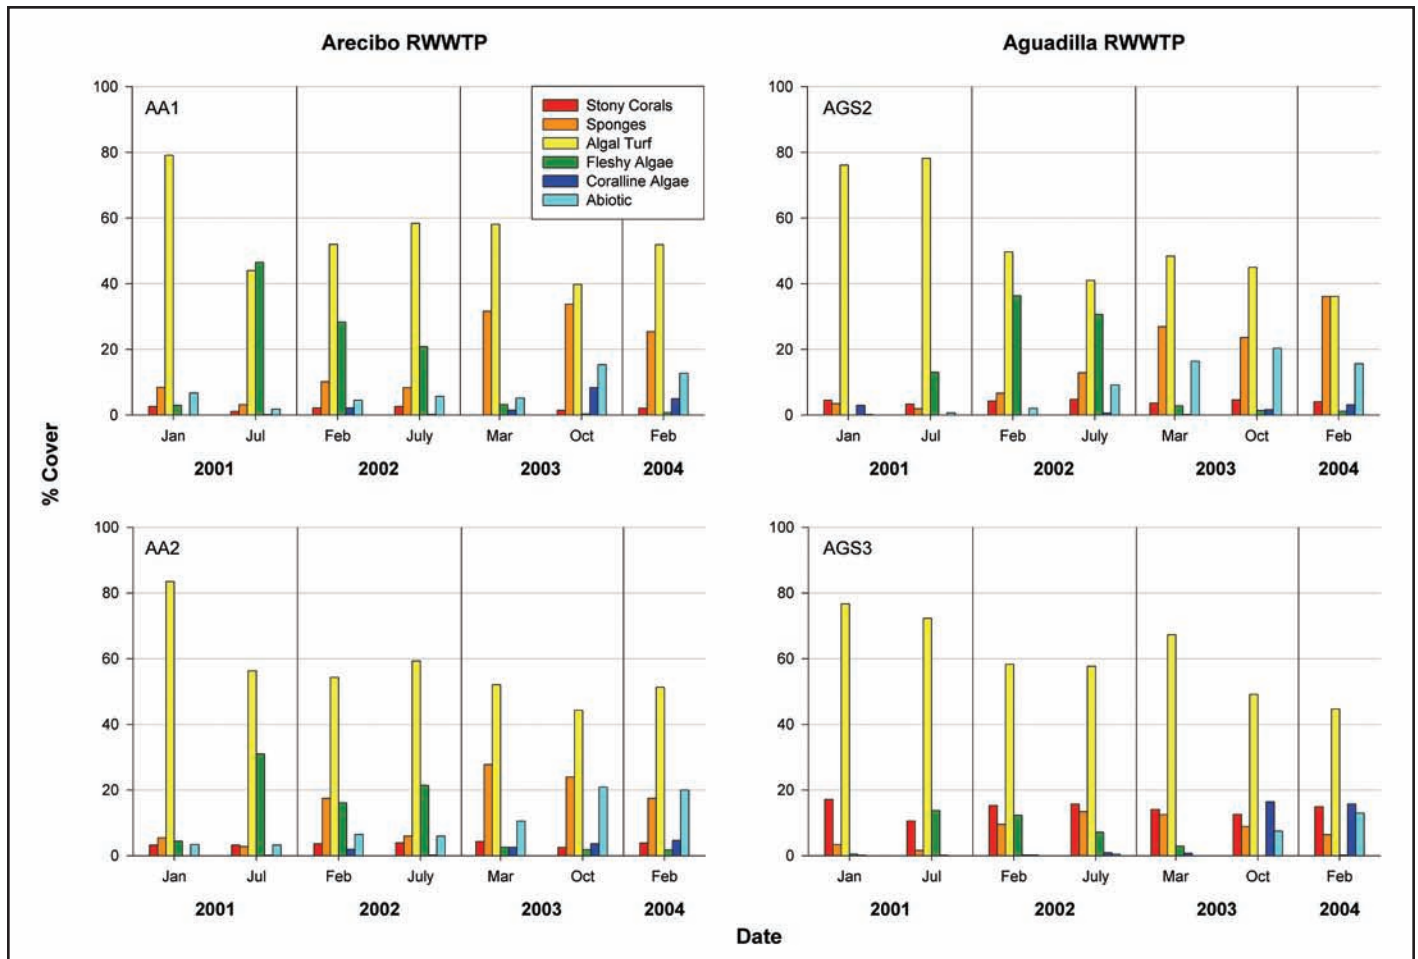 Arecibo RWWTP
Aguadilla RWWTP
% Cover
100
80
60
40
20
0
AA1
Stony Corals
Sponges
Algal Turf
Fleshy Algae
Coralline Algae
Abiotic
Jan Jul Feb July Mar Oct Feb
2001 2002 2003 2004
100
80
60
40
20
0
AGS2
Jan Jul Feb July Mar Oct Feb
2001 2002 2003 2004
100
80
60
40
20
0
AA2
Jan Jul Feb July Mar Oct Feb
2001 2002 2003 2004
100
80
60
40
20
0
AGS3
Jan Jul Feb July Mar Oct Feb
2001 2002 2003 2004
Date